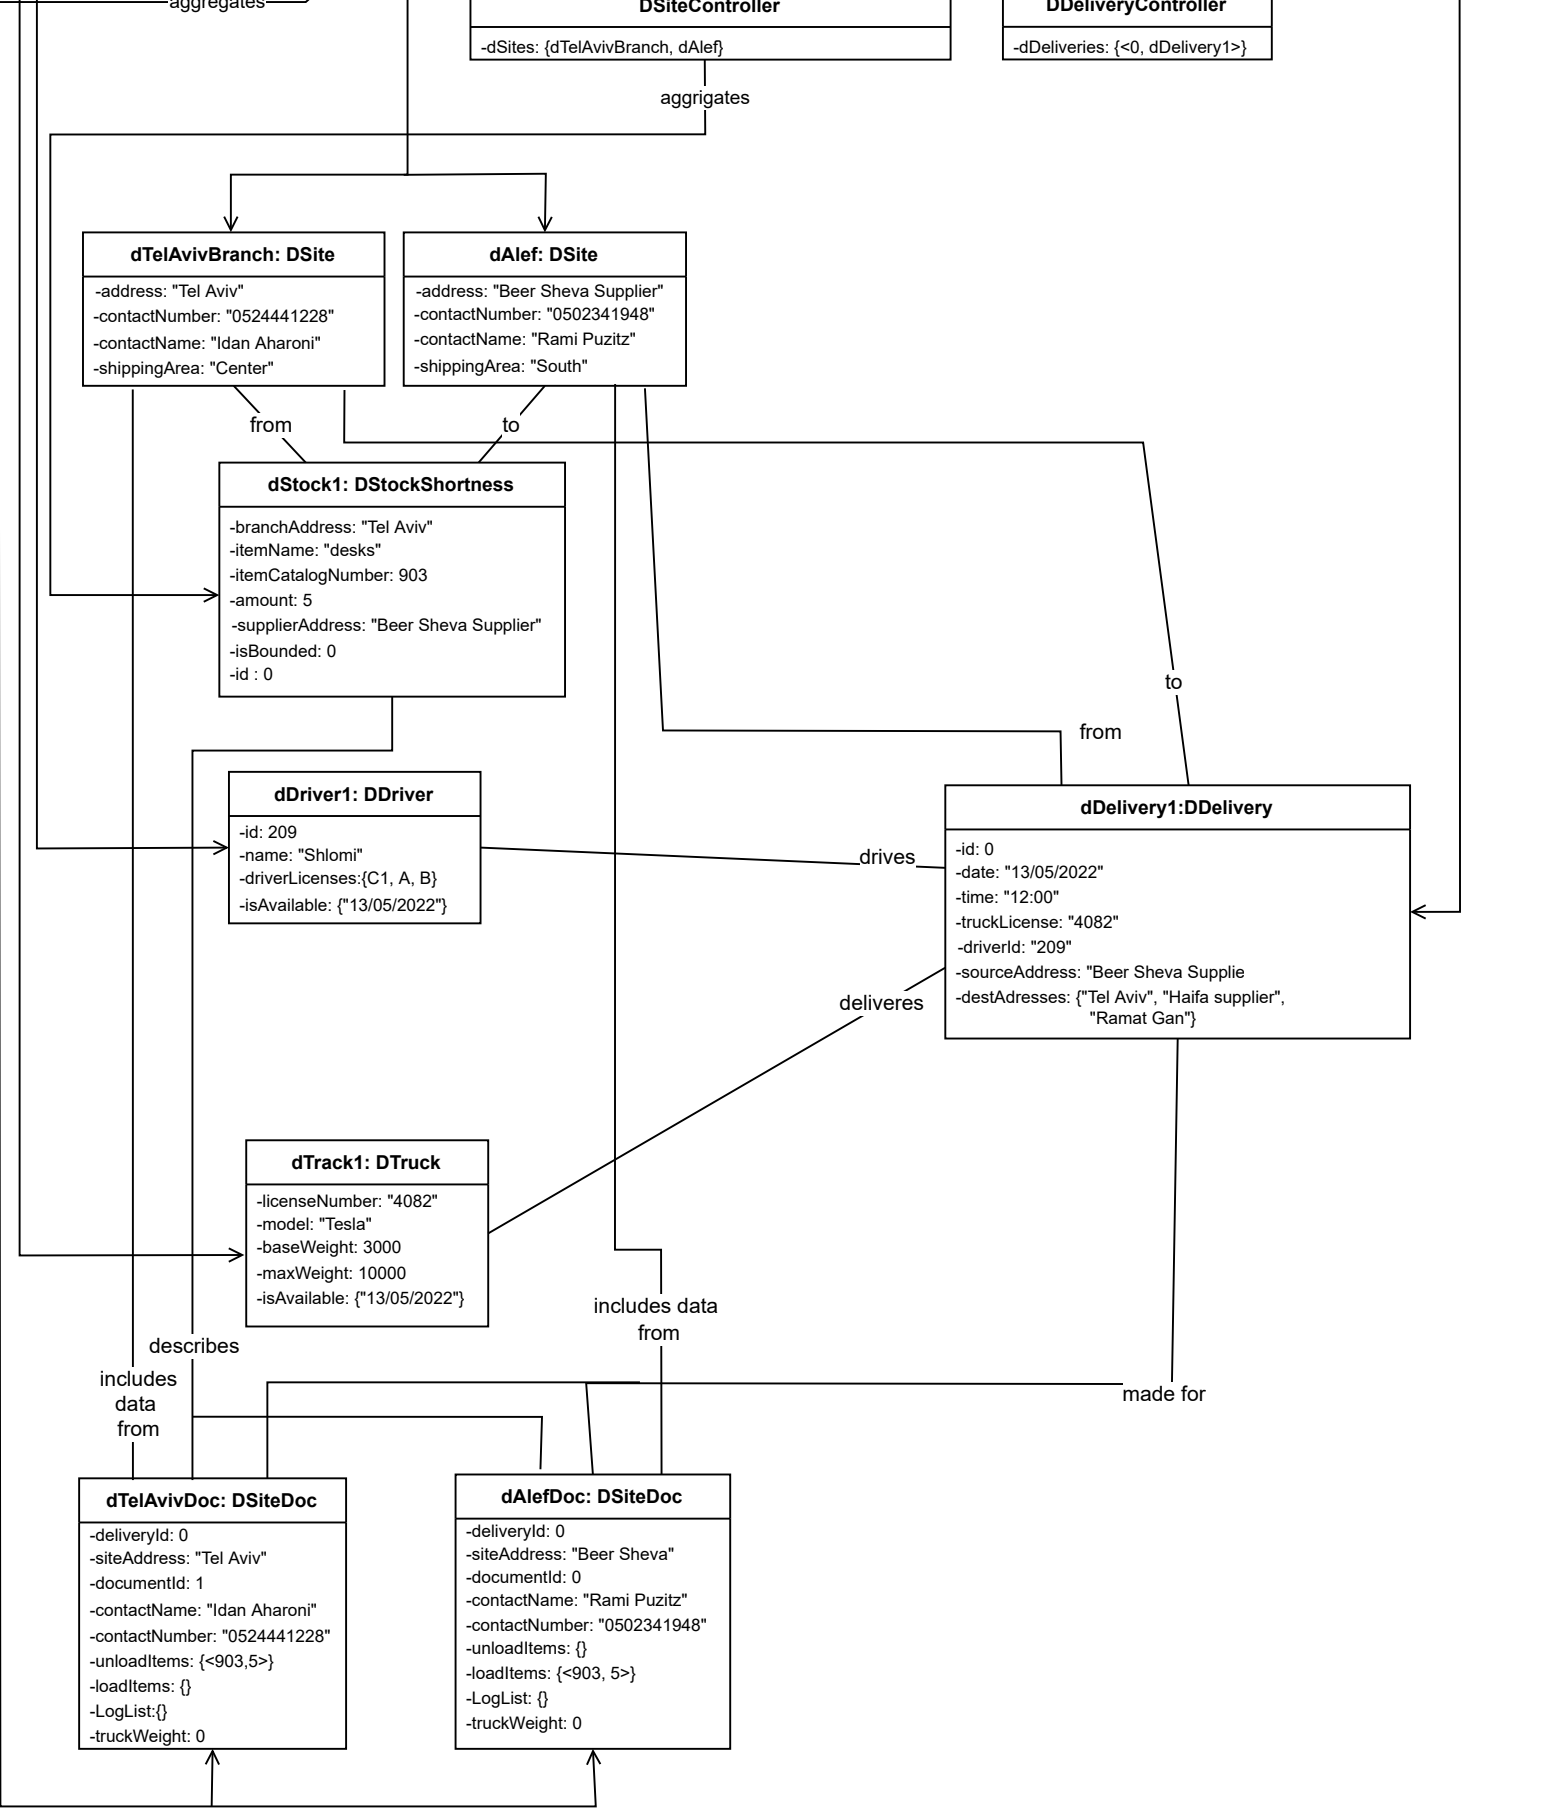 aggregates
DSiteController
-dSites: {dTelAvivBranch, dAlef}
DDeliveryController
-dDeliveries: {<0, dDelivery1>}
aggrigates
dTelAvivBranch: DSite
-address: "Tel Aviv"
-contactNumber: "0524441228"
-contactName: "Idan Aharoni"
-shippingArea: "Center"
dAlef: DSite
-address: "Beer Sheva Supplier"
-contactNumber: "0502341948"
-contactName: "Rami Puzitz"
-shippingArea: "South"
from
to
dStock1: DStockShortness
-branchAddress: "Tel Aviv"
-itemName: "desks"
-itemCatalogNumber: 903
-amount: 5
-supplierAddress: "Beer Sheva Supplier"
-isBounded: 0
-id : 0
to
from
dDriver1: DDriver
-id: 209
-name: "Shlomi"
-driverLicenses:{C1, A, B}
-isAvailable: {"13/05/2022"}
drives
dDelivery1:DDelivery
-id: 0
-date: "13/05/2022"
-time: "12:00"
-truckLicense: "4082"
-driverId: "209"
-sourceAddress: "Beer Sheva Supplie
-destAdresses: {"Tel Aviv", "Haifa supplier",
"Ramat Gan"}
deliveres
dTrack1: DTruck
-licenseNumber: "4082"
-model: "Tesla"
-baseWeight: 3000
-maxWeight: 10000
-isAvailable: {"13/05/2022"}
includes data
from
describes
includes
data
from
made for
dTelAvivDoc: DSiteDoc
-deliveryId: 0
-siteAddress: "Tel Aviv"
-documentId: 1
-contactName: "Idan Aharoni"
-contactNumber: "0524441228"
-unloadItems: {<903,5>}
-loadItems: {}
-LogList:{}
-truckWeight: 0
dAlefDoc: DSiteDoc
-deliveryId: 0
-siteAddress: "Beer Sheva"
-documentId: 0
-contactName: "Rami Puzitz"
-contactNumber: "0502341948"
-unloadItems: {}
-loadItems: {<903, 5>}
-LogList: {}
-truckWeight: 0